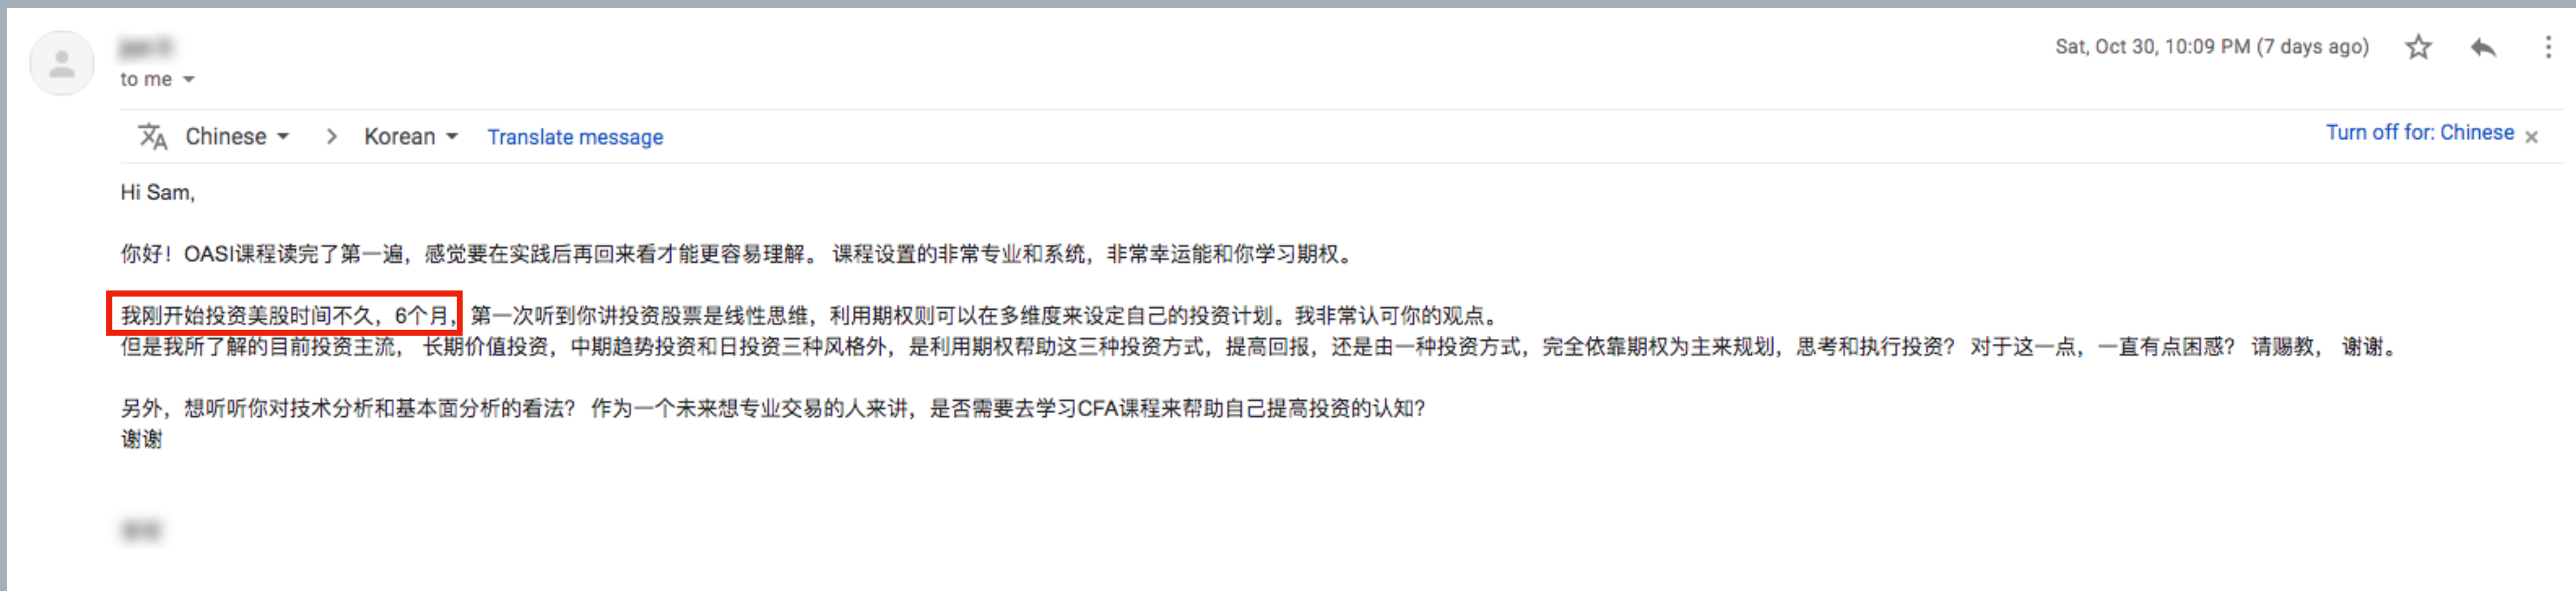 Sat, Oct 30, 10:09 PM (7 days ago)
to me
Chinese > Korean Translate message Turn off for: Chinese ×
Hi Sam,
你好！OASI课程读完了第一遍，感觉要在实践后再回来看才能更容易理解。 课程设置的非常专业和系统，非常幸运能和你学习期权。
我刚开始投资美股时间不久，6个月，第一次听到你讲投资股票是线性思维，利用期权则可以在多维度来设定自己的投资计划。我非常认可你的观点。
但是我所了解的目前投资主流， 长期价值投资，中期趋势投资和日投资三种风格外，是利用期权帮助这三种投资方式，提高回报，还是由一种投资方式，完全依靠期权为主来规划，思考和执行投资？ 对于这一点，一直有点困惑？ 请赐教， 谢谢。
另外，想听听你对技术分析和基本面分析的看法？ 作为一个未来想专业交易的人来讲，是否需要去学习CFA课程来帮助自己提高投资的认知？
谢谢